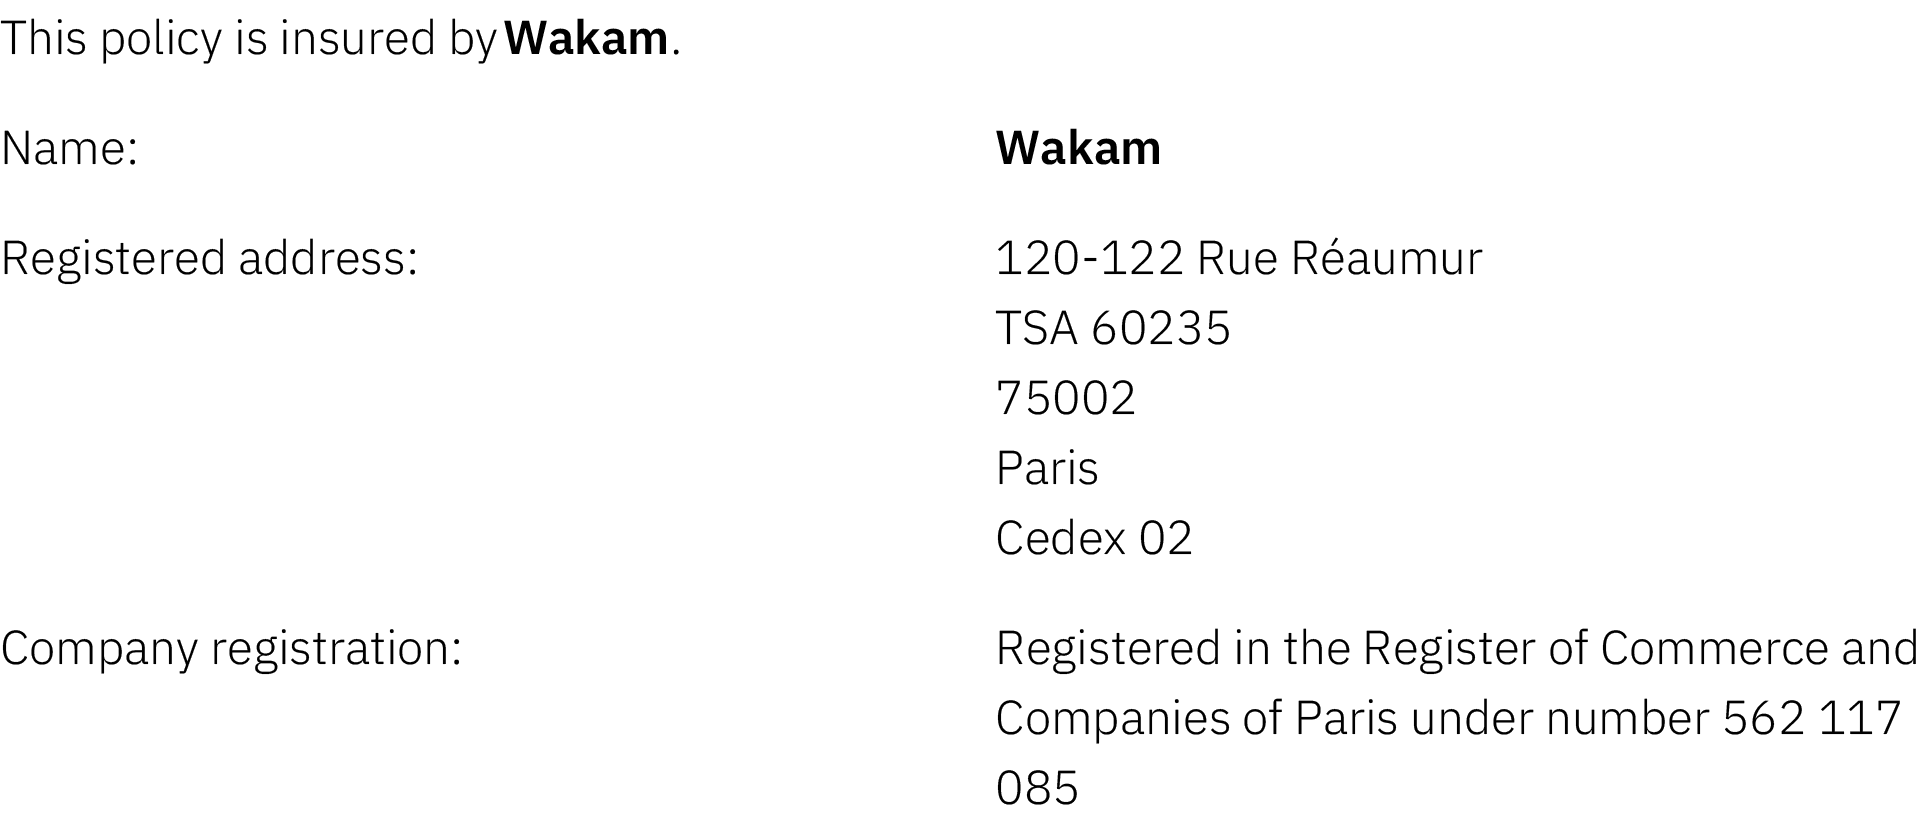 This policy is insured by Wakam.
Name:
Wakam
Registered address:
120-122 Rue Réaumur
TSA 60235
75002
Paris
Cedex 02
Company registration:
Registered in the Register of Commerce and
Companies of Paris under number 562 117
085